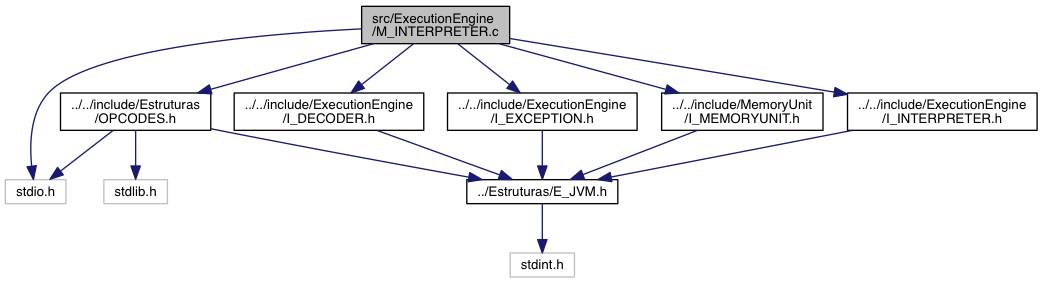 src/ExecutionEngine
/M_INTERPRETER.c
../../include/Estruturas
/OPCODES.h
../../include/ExecutionEngine
/I_DECODER.h
../../include/ExecutionEngine
/I_EXCEPTION.h
../../include/MemoryUnit
/I_MEMORYUNIT.h
../../include/ExecutionEngine
/I_INTERPRETER.h
stdio.h
stdlib.h
../Estruturas/E_JVM.h
stdint.h